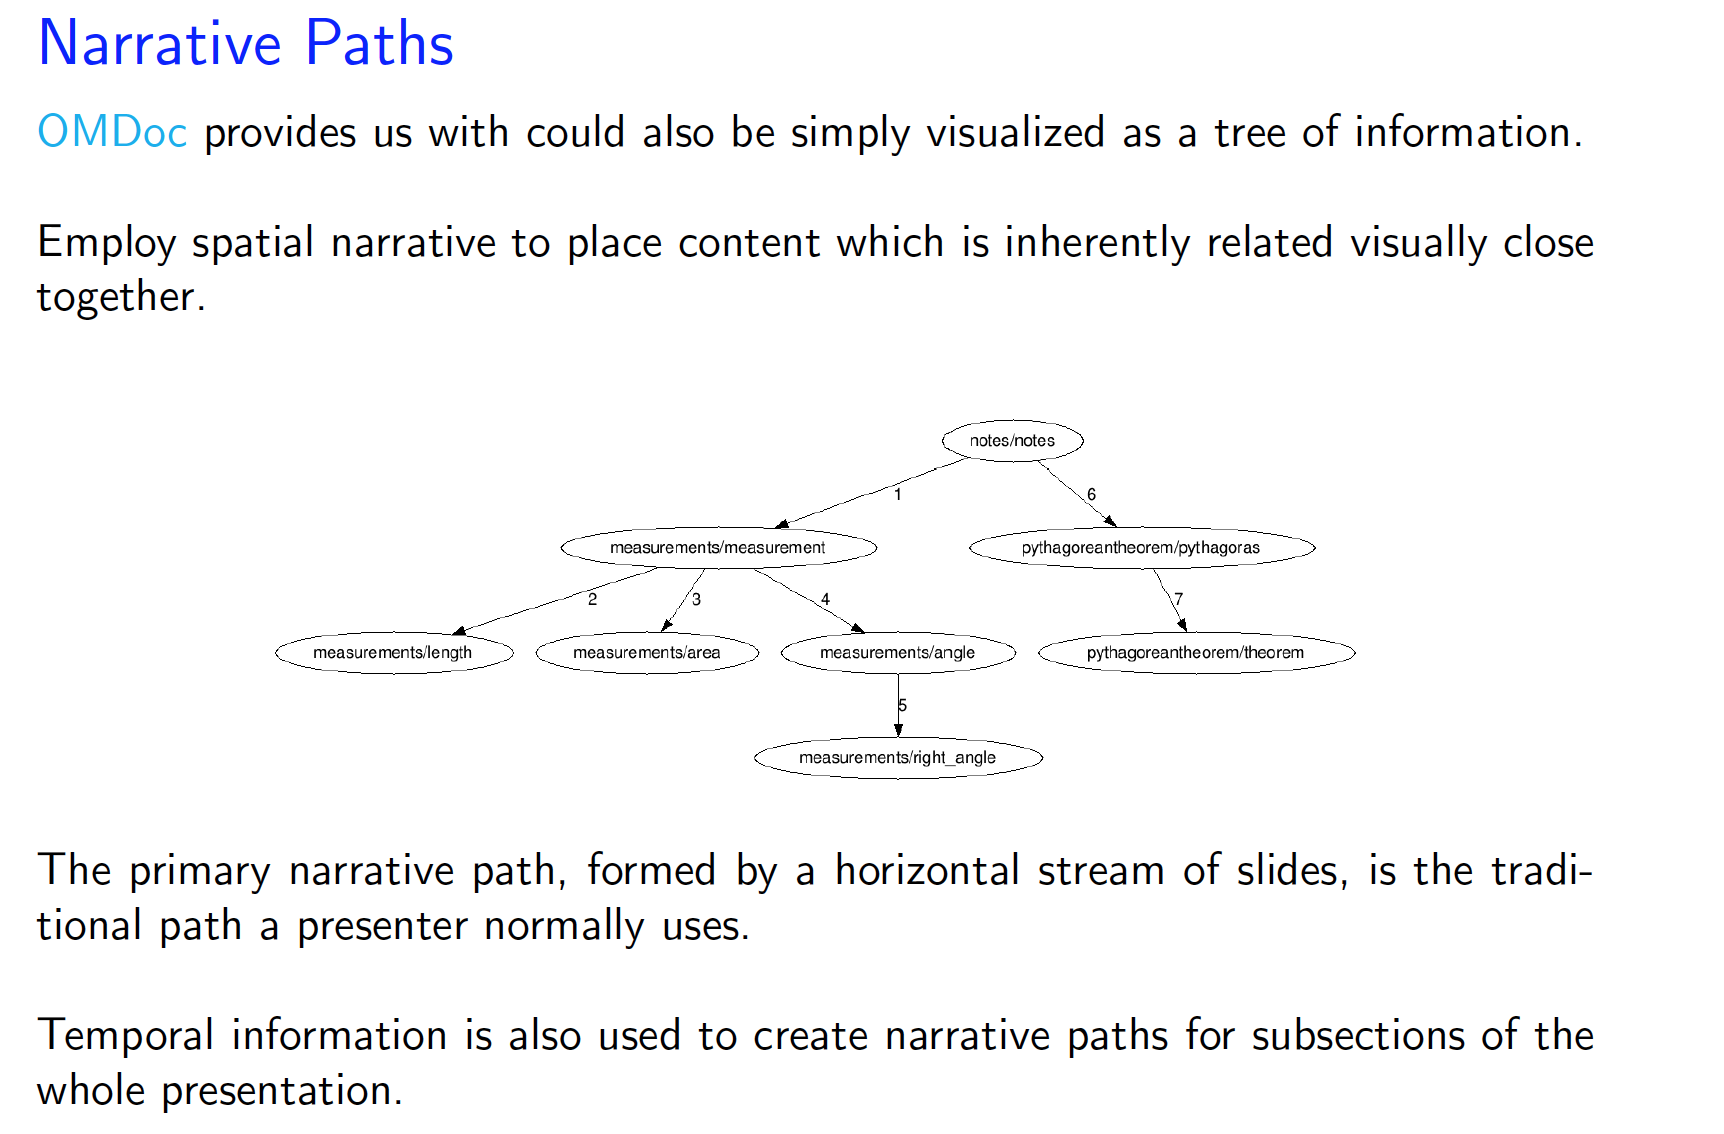 Narrative Paths
OMDoc provides us with could also be simply visualized as a tree of information.
Employ spatial narrative to place content which is inherently related visually close
together.
notes/notes
1
6
measurements/measurement
pythagoreantheorem/pythagoras
2
3
4
7
measurements/length
measurements/area
measurements/angle
pythagoreantheorem/theorem
5
measurements/right_angle
The primary narrative path, formed by a horizontal stream of slides, is the tradi-
tional path a presenter normally uses.
Temporal information is also used to create narrative paths for subsections of the
whole presentation.